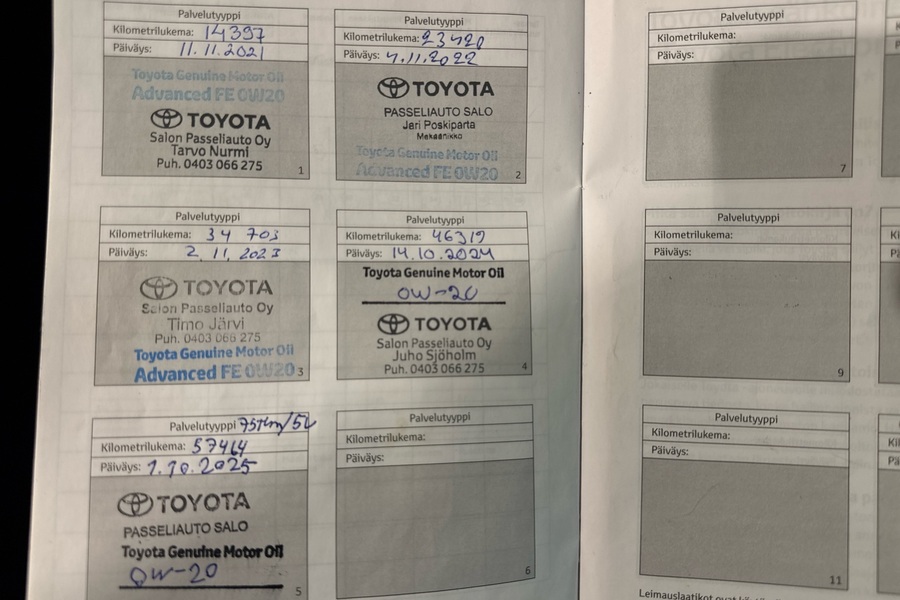 Palvelutyyppi
Kilometrilukema: 14397
Päiväys: 11.11.2021
Toyota Genuine Motor Oil
Advanced FE 0W20
TOYOTA
Salon Passeliauto Oy
Tarvo Nurmi
Puh. 0403 066 275
1
Palvelutyyppi
Kilometrilukema: 23420
Päiväys: 4.11.2022
TOYOTA
PASSELIAUTO SALO
Jari Poskiparta
Mekaanikko
Toyota Genuine Motor Oil
Advanced FE 0W20
2
Palvelutyyppi
Kilometrilukema: 34 703
Päiväys: 2. 11. 2023
TOYOTA
Salon Passeliauto Oy
Timo Järvi
Puh. 0403 066 275
Toyota Genuine Motor Oil
Advanced FE 0W20
3
Palvelutyyppi
Kilometrilukema: 46319
Päiväys: 14.10.2024
Toyota Genuine Motor Oil
0W-20
TOYOTA
Salon Passeliauto Oy
Juho Sjöholm
Puh. 0403 066 275
4
Palvelutyyppi
Kilometrilukema: 57464
Päiväys: 1.10.2025
TOYOTA
PASSELIAUTO SALO
Toyota Genuine Motor Oil
0W-20
5
Palvelutyyppi
Kilometrilukema:
Päiväys:
6
Palvelutyyppi
Kilometrilukema:
Päiväys:
7
Palvelutyyppi
Kilometrilukema:
Päiväys:
9
Palvelutyyppi
Kilometrilukema:
Päiväys:
11
Leimauslaatikot ovat